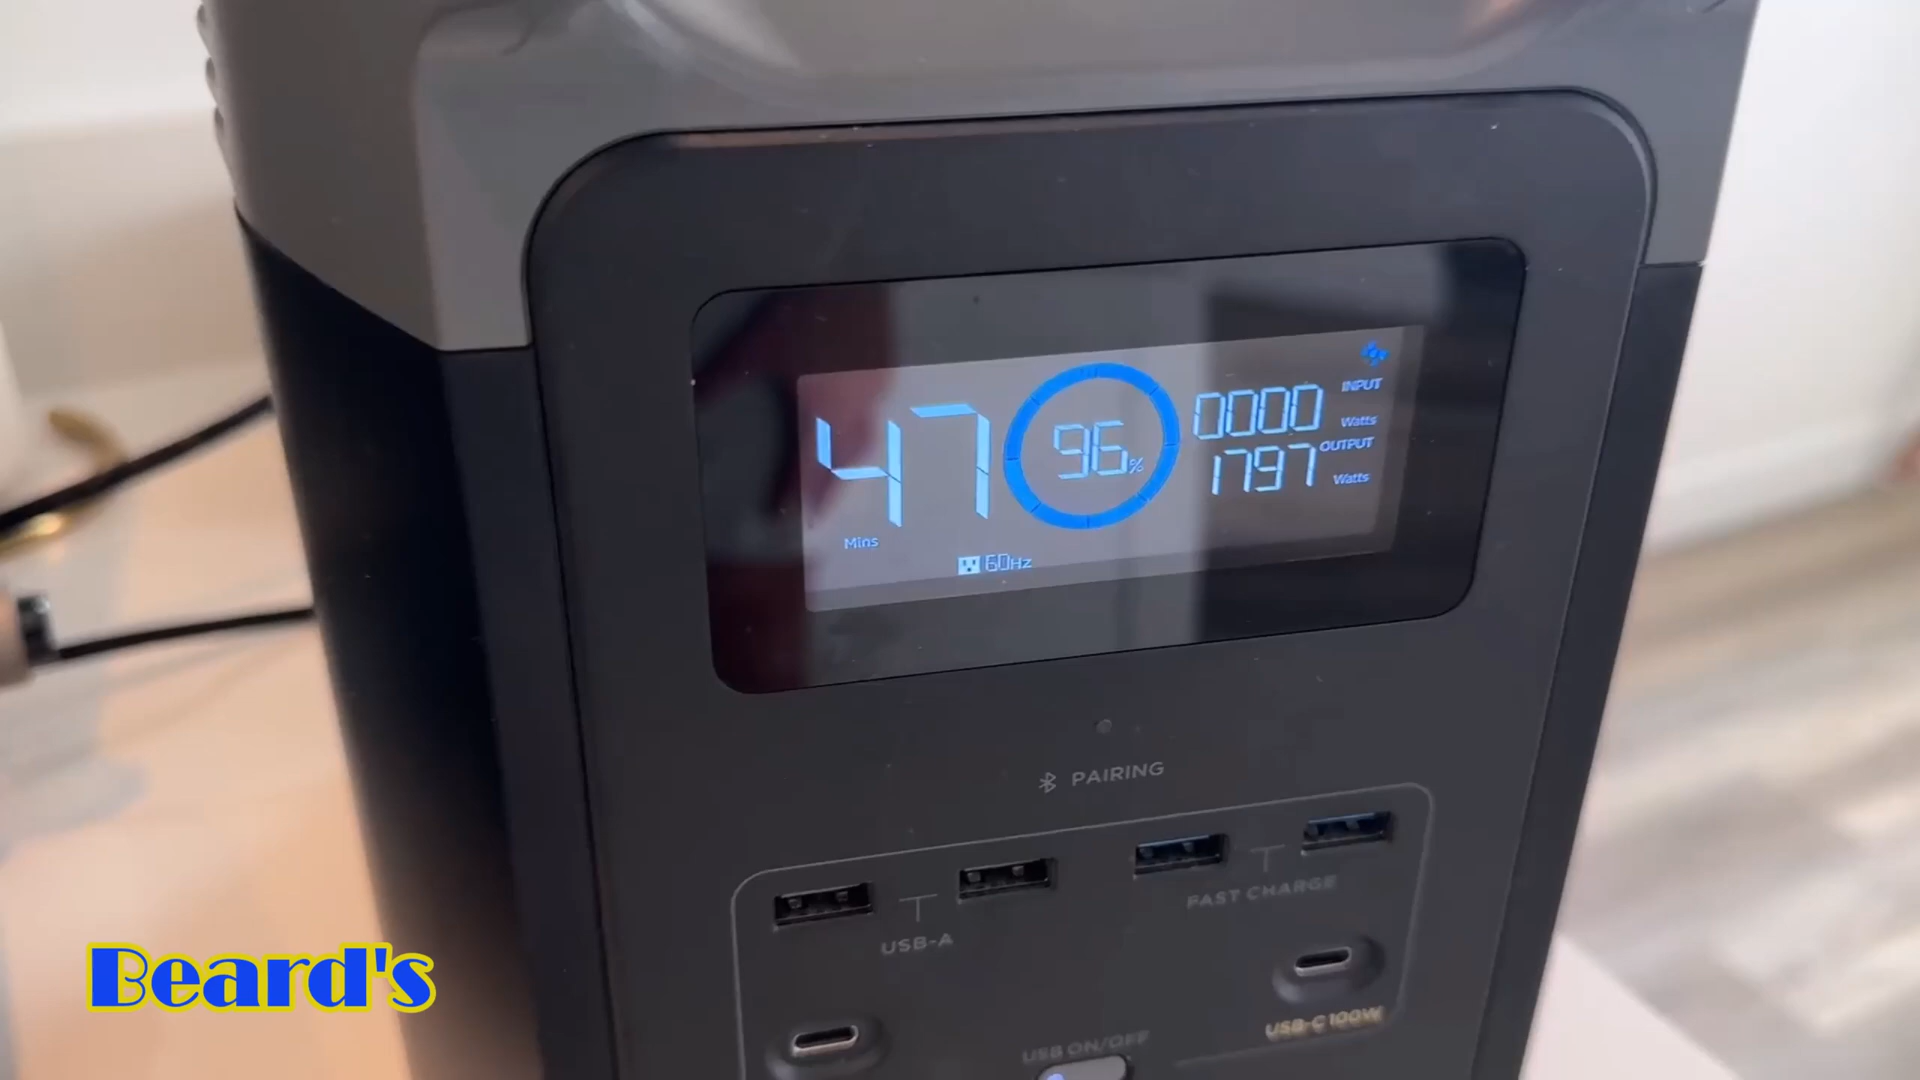 47
Mins
96%
0000
INPUT
Watts
1797
OUTPUT
Watts
60Hz
PAIRING
USB-A
FAST CHARGE
USB-C 100W
USB ON/OFF
Beard's